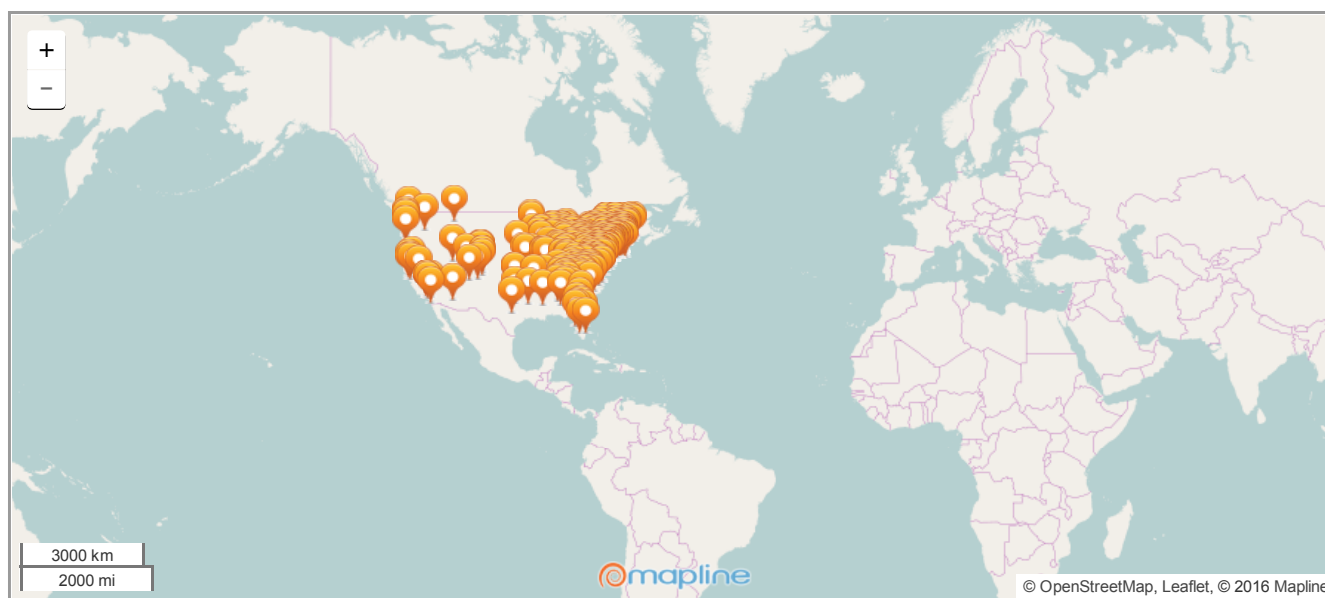 +
−
3000 km
2000 mi
mapline
© OpenStreetMap, Leaflet, © 2016 Mapline